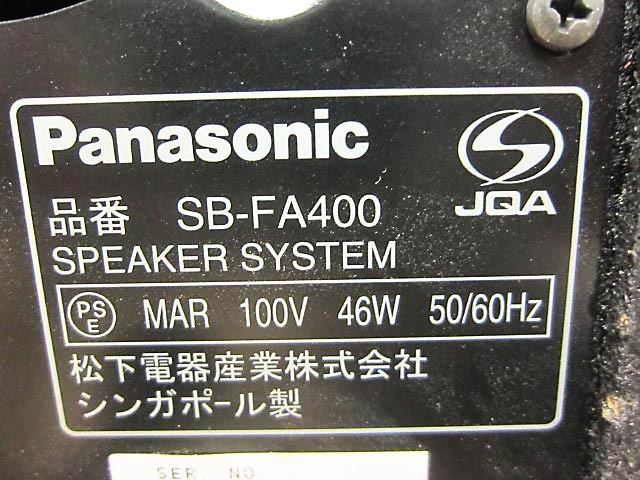 Panasonic
JQA
品番 SB-FA400
SPEAKER SYSTEM
PSE MAR 100V 46W 50/60Hz
松下電器産業株式会社
シンガポール製
SER. NO.